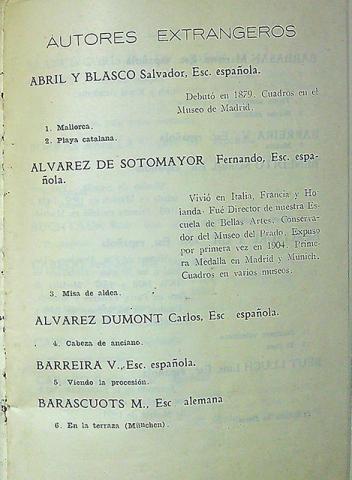 AUTORES EXTRANGEROS
ABRIL Y BLASCO Salvador, Esc. española.
Debutó en 1879. Cuadros en el
Museo de Madrid.
1. Mallorca.
2. Playa catalana.
ALVAREZ DE SOTOMAYOR Fernando, Esc. espa-
ñola.
Vivió en Italia, Francia y Ho
landa. Fué Director de nuestra Es
cuela de Bellas Artes. Conserva-
dor del Museo del Prado. Expuso
por primera vez en 1904. Prime-
ra Medalla en Madrid y Munich.
Cuadros en varios museos.
3. Misa de aldea.
ALVAREZ DUMONT Carlos, Esc española.
4. Cabeza de anciano.
BARREIRA V., Esc. española.
5. Viendo la procesión.
BARASCUOTS M., Esc alemana
6. En la terraza (München).